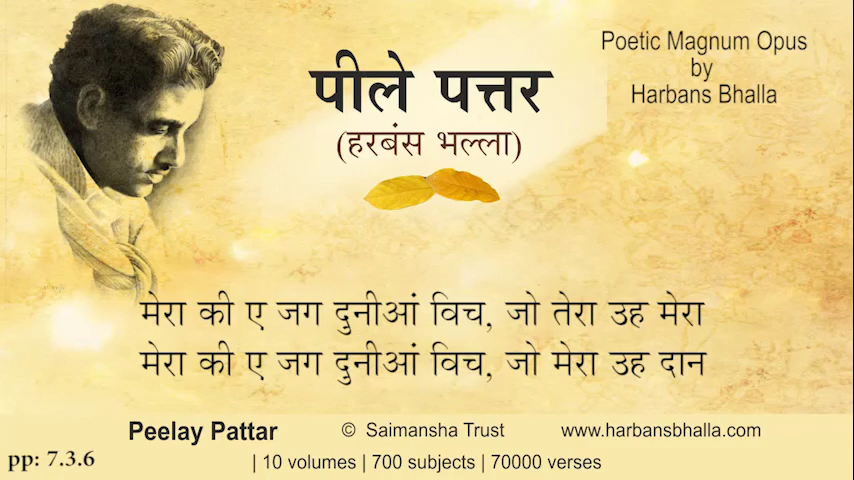 पीले पत्तर
(हरबंस भल्ला)
Poetic Magnum Opus
by
Harbans Bhalla
मेरा की ए जग दुनीआं विच, जो तेरा उह मेरा
मेरा की ए जग दुनीआं विच, जो मेरा उह दान
Peelay Pattar © Saimansha Trust www.harbansbhalla.com
pp: 7.3.6 | 10 volumes | 700 subjects | 70000 verses